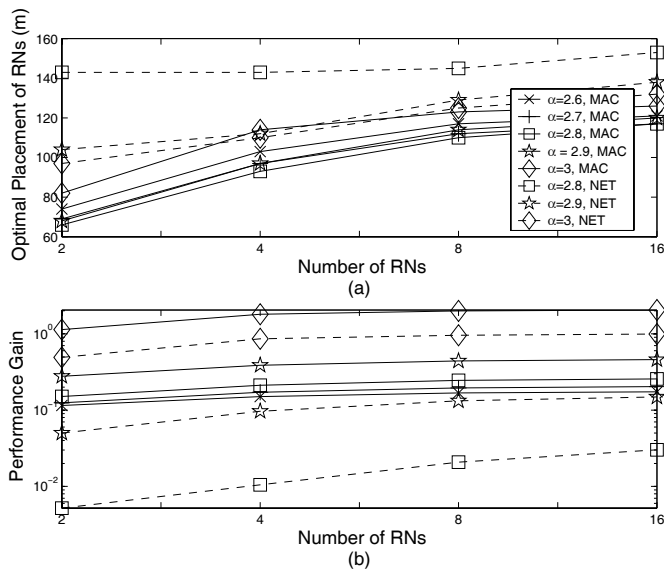 160
140
120
100
80
60
Optimal Placement of RNs (m)
2
4
8
16
Number of RNs
(a)
α=2.6, MAC
α=2.7, MAC
α=2.8, MAC
α = 2.9, MAC
α=3, MAC
α=2.8, NET
α=2.9, NET
α=3, NET
10^0
10^-1
10^-2
Performance Gain
2
4
8
16
Number of RNs
(b)